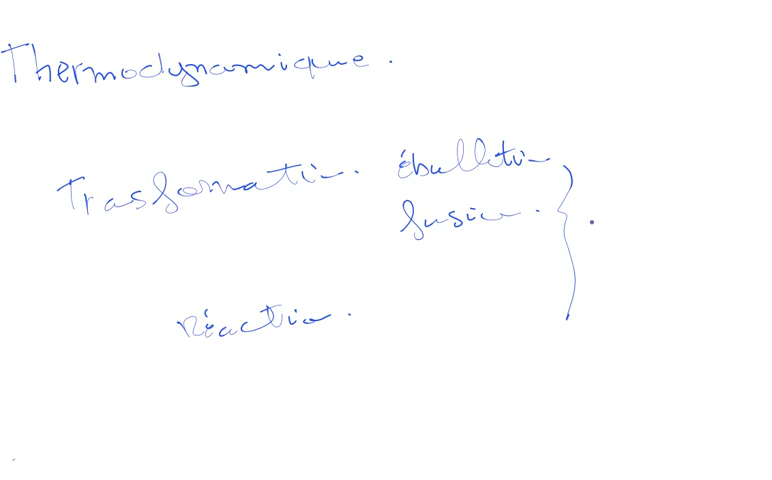 Thermodynamique.
Trasformation. ébullition
fusion.
Réaction.